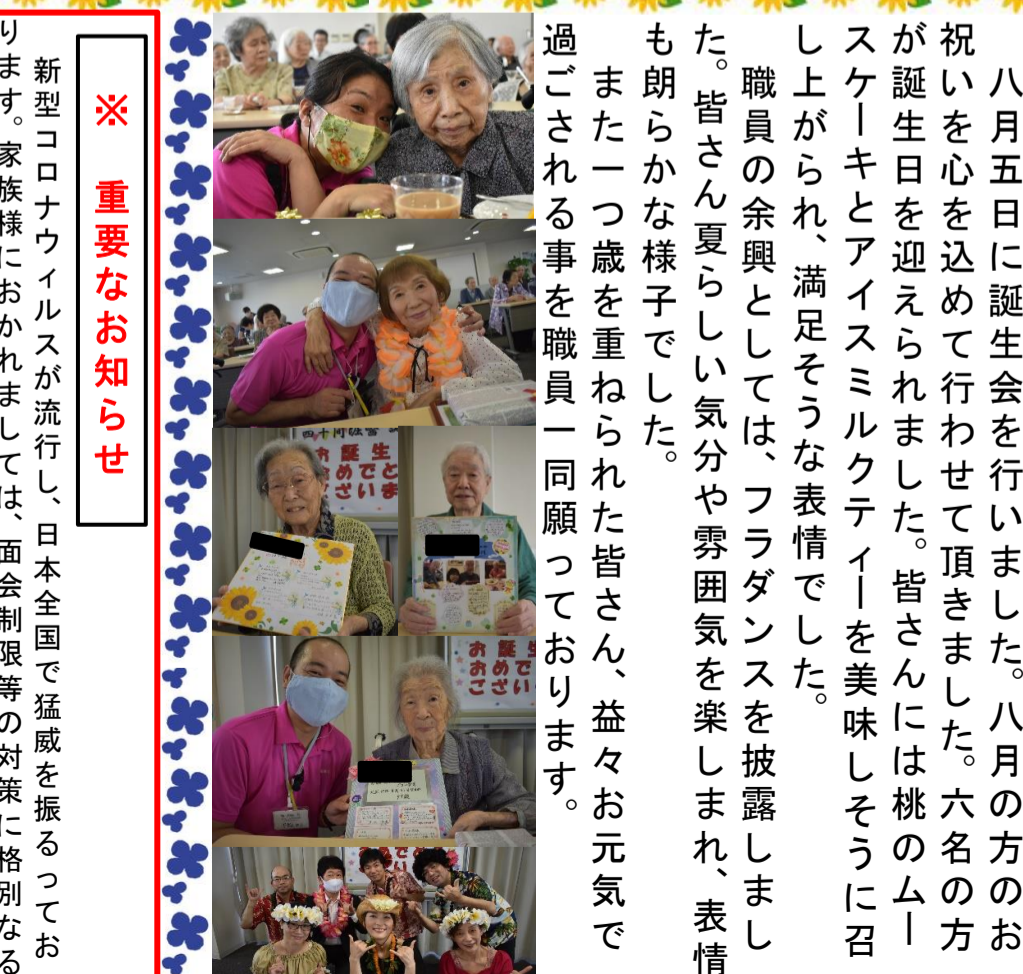 八月五日に誕生会を行いました。八月の方のお
祝いを心を込めて行わせて頂きました。六名の方
が誕生日を迎えられました。皆さんには桃のムー
スケーキとアイスミルクティーを美味しそうに召
し上がられ、満足そうな表情でした。
職員の余興としては、フラダンスを披露しまし
た。皆さん夏らしい気分や雰囲気を楽しまれ、表情
も朗らかな様子でした。
また一つ歳を重ねられた皆さん、益々お元気で
過ごされる事を職員一同願っております。
お誕生
おめでと
ござい
※ 重要なお知らせ
新型コロナウィルスが流行し、日本全国で猛威を振るってお
ります。家族様におかれましては、面会制限等の対策に格別なる